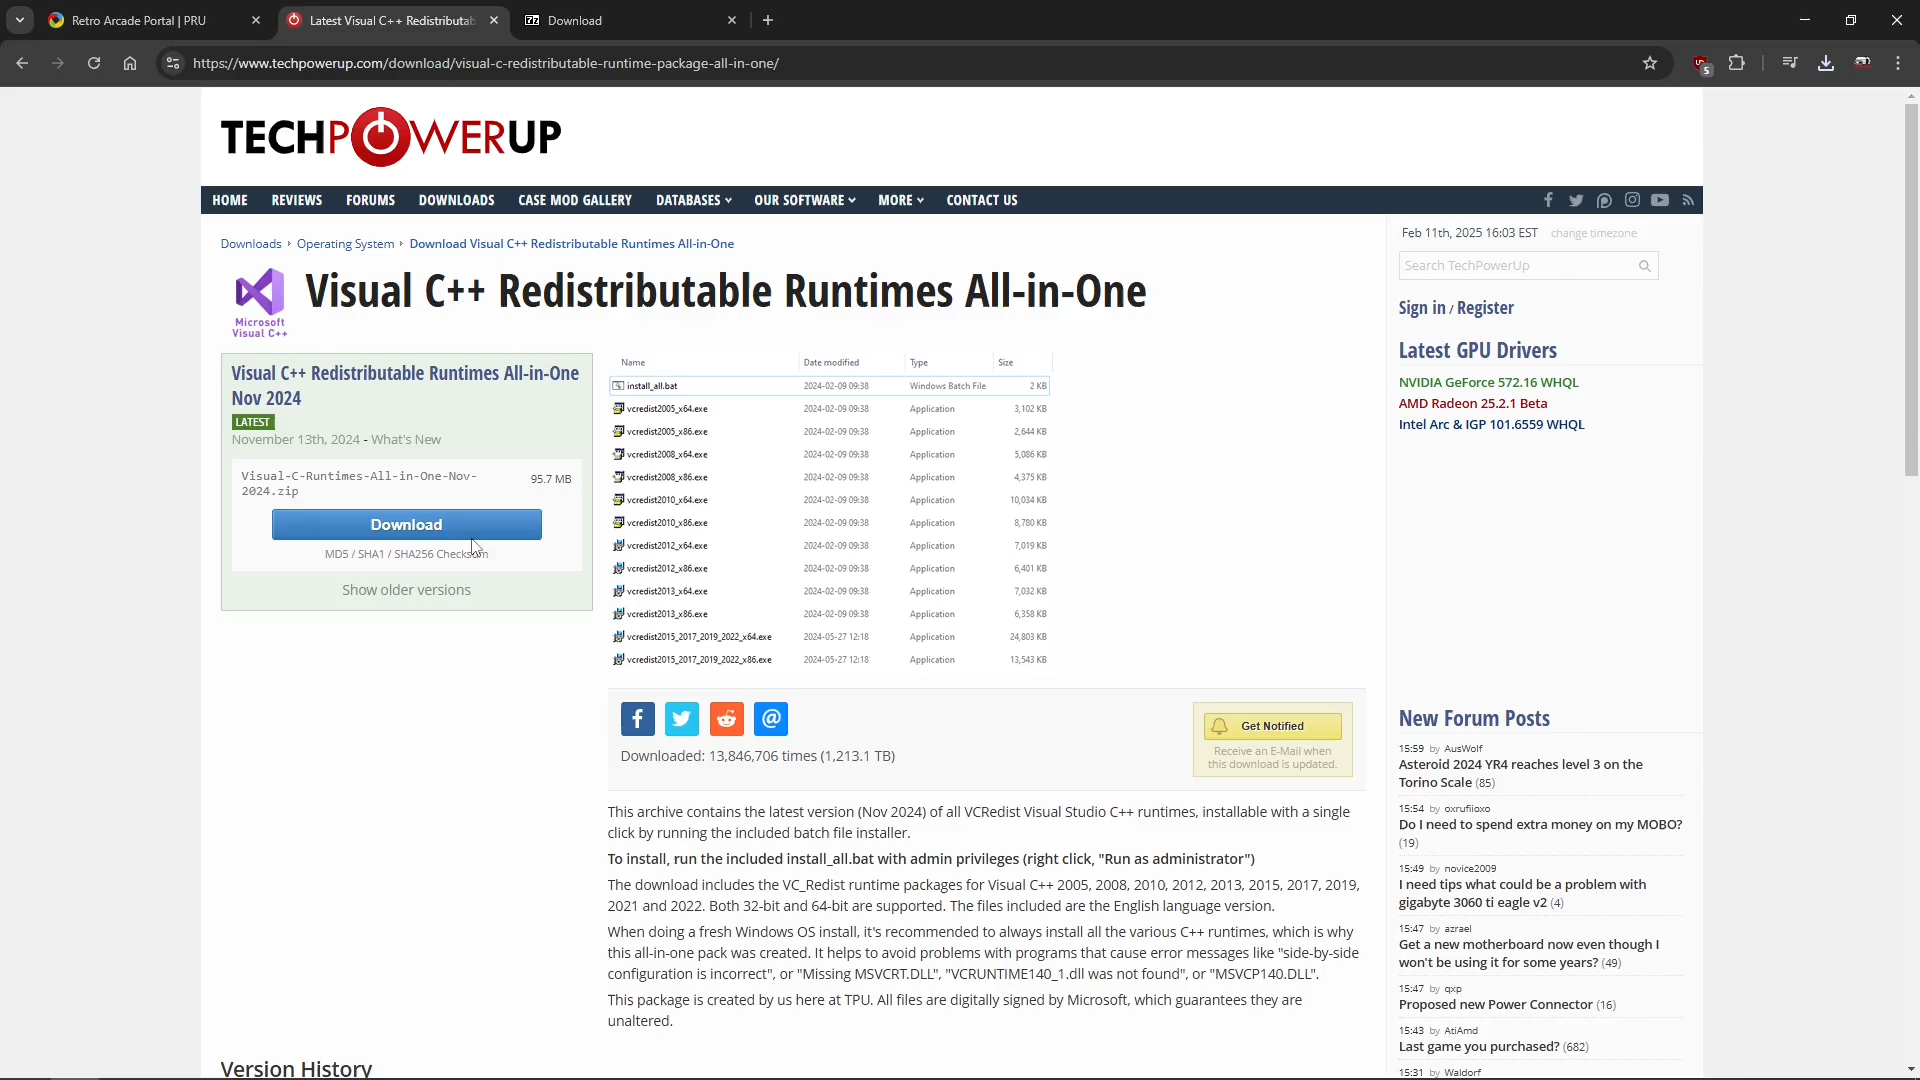 Retro Arcade Portal | PRU
Latest Visual C++ Redistributab
7z Download
https://www.techpowerup.com/download/visual-c-redistributable-runtime-package-all-in-one/
5
TECHPOWERUP
HOME REVIEWS FORUMS DOWNLOADS CASE MOD GALLERY DATABASES OUR SOFTWARE MORE CONTACT US
Downloads Operating System Download Visual C++ Redistributable Runtimes All-in-One
Microsoft
Visual C++
Visual C++ Redistributable Runtimes All-in-One
Visual C++ Redistributable Runtimes All-in-One
Nov 2024
LATEST
November 13th, 2024 - What's New
Visual-C-Runtimes-All-in-One-Nov-
2024.zip
95.7 MB
Download
MD5 / SHA1 / SHA256 Checksum
Show older versions
Name Date modified Type Size
install_all.bat 2024-02-09 09:38 Windows Batch File 2 KB
vcredist2005_x64.exe 2024-02-09 09:38 Application 3,102 KB
vcredist2005_x86.exe 2024-02-09 09:38 Application 2,644 KB
vcredist2008_x64.exe 2024-02-09 09:38 Application 5,086 KB
vcredist2008_x86.exe 2024-02-09 09:38 Application 4,375 KB
vcredist2010_x64.exe 2024-02-09 09:38 Application 10,034 KB
vcredist2010_x86.exe 2024-02-09 09:38 Application 8,780 KB
vcredist2012_x64.exe 2024-02-09 09:38 Application 7,019 KB
vcredist2012_x86.exe 2024-02-09 09:38 Application 6,401 KB
vcredist2013_x64.exe 2024-02-09 09:38 Application 7,032 KB
vcredist2013_x86.exe 2024-02-09 09:38 Application 6,358 KB
vcredist2015_2017_2019_2022_x64.exe 2024-05-27 12:18 Application 24,803 KB
vcredist2015_2017_2019_2022_x86.exe 2024-05-27 12:18 Application 13,543 KB
Downloaded: 13,846,706 times (1,213.1 TB)
Get Notified
Receive an E-Mail when
this download is updated.
This archive contains the latest version (Nov 2024) of all VCRedist Visual Studio C++ runtimes, installable with a single
click by running the included batch file installer.
To install, run the included install_all.bat with admin privileges (right click, "Run as administrator")
The download includes the VC_Redist runtime packages for Visual C++ 2005, 2008, 2010, 2012, 2013, 2015, 2017, 2019,
2021 and 2022. Both 32-bit and 64-bit are supported. The files included are the English language version.
When doing a fresh Windows OS install, it's recommended to always install all the various C++ runtimes, which is why
this all-in-one pack was created. It helps to avoid problems with programs that cause error messages like "side-by-side
configuration is incorrect", or "Missing MSVCRT.DLL", "VCRUNTIME140_1.dll was not found", or "MSVCP140.DLL".
This package is created by us here at TPU. All files are digitally signed by Microsoft, which guarantees they are
unaltered.
Version History
Feb 11th, 2025 16:03 EST change timezone
Search TechPowerUp
Sign in / Register
Latest GPU Drivers
NVIDIA GeForce 572.16 WHQL
AMD Radeon 25.2.1 Beta
Intel Arc & IGP 101.6559 WHQL
New Forum Posts
15:59 by AusWolf
Asteroid 2024 YR4 reaches level 3 on the
Torino Scale (85)
15:54 by oxrufiioxo
Do I need to spend extra money on my MOBO?
(19)
15:49 by novice2009
I need tips what could be a problem with
gigabyte 3060 ti eagle v2 (4)
15:47 by azrael
Get a new motherboard now even though I
won't be using it for some years? (49)
15:47 by qxp
Proposed new Power Connector (16)
15:43 by AtiAmd
Last game you purchased? (682)
15:31 by Waldorf